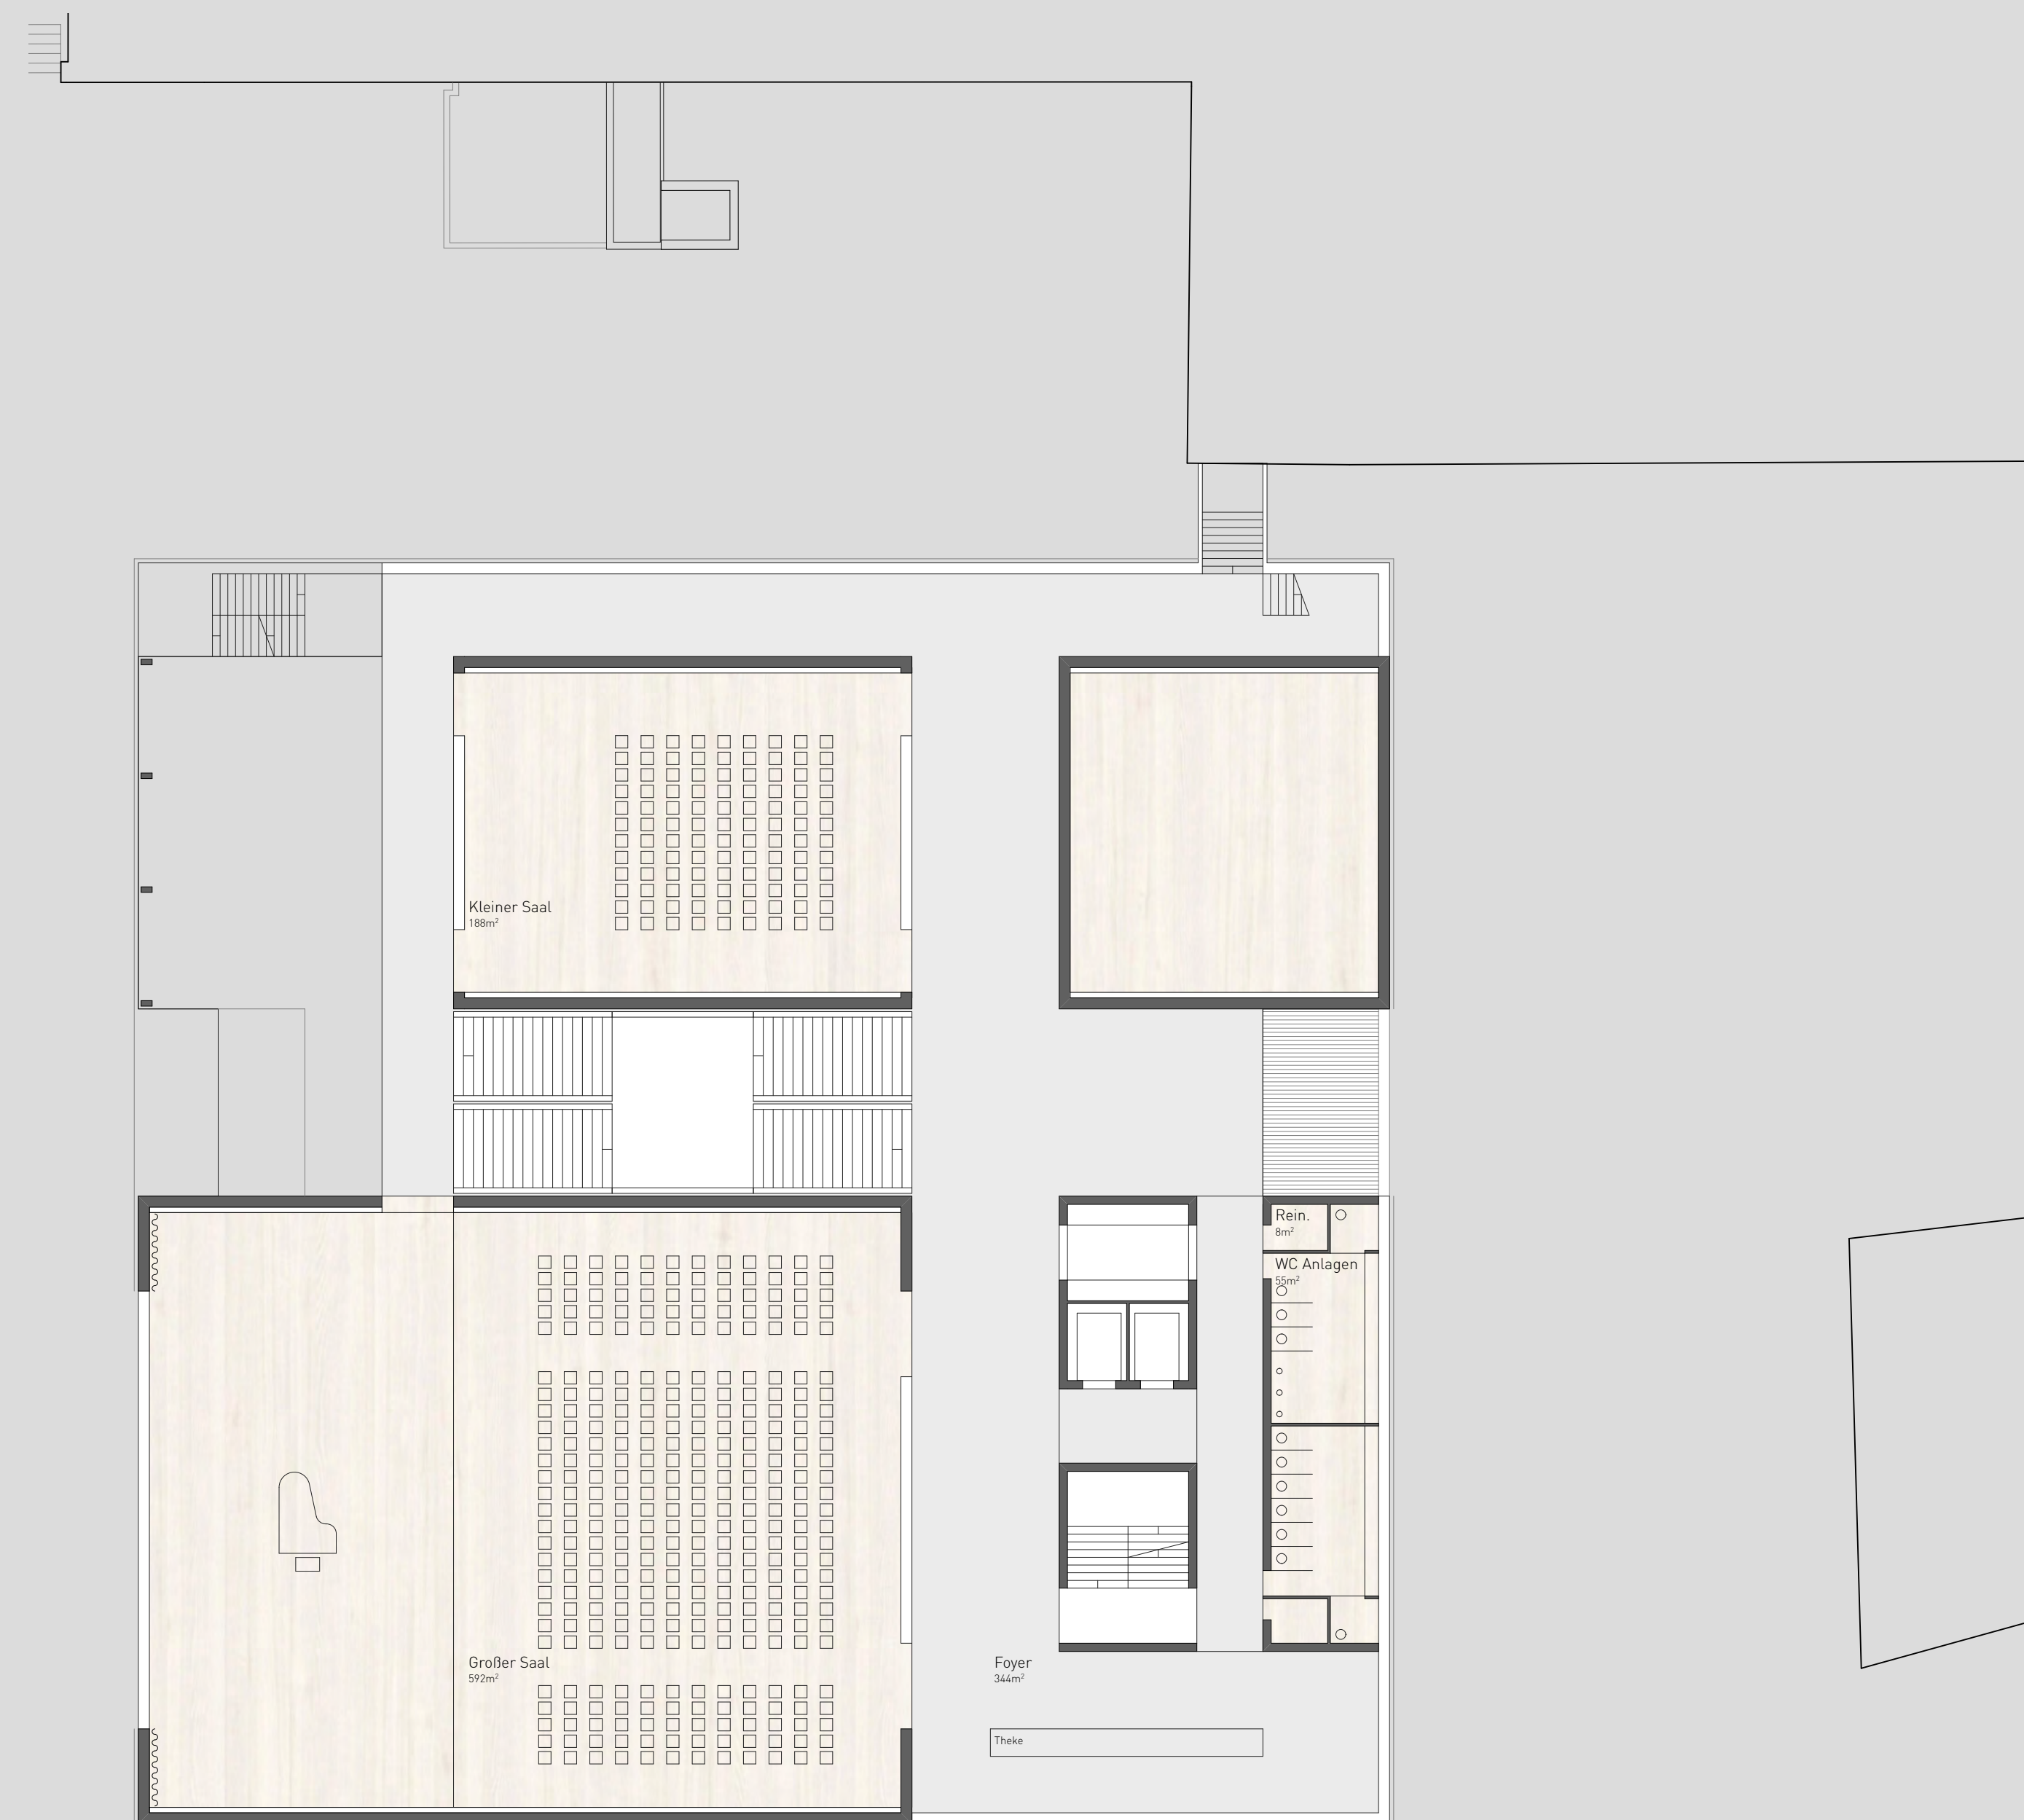 Kleiner Saal
188m²
Rein.
8m²
WC Anlagen
55m²
Großer Saal
592m²
Foyer
344m²
Theke